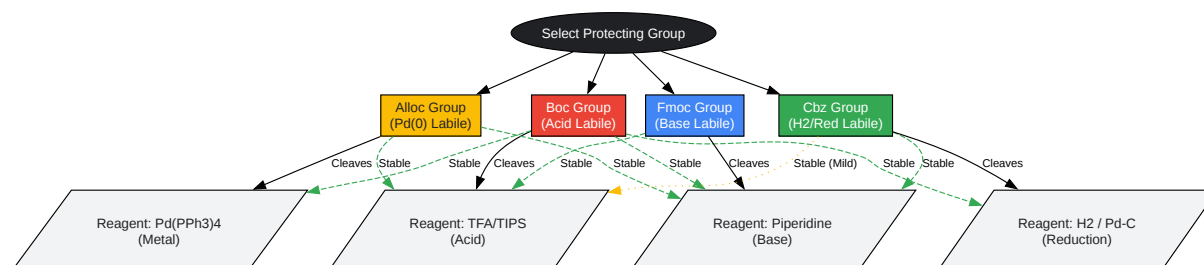 Select Protecting Group
Alloc Group
(Pd(0) Labile)
Boc Group
(Acid Labile)
Fmoc Group
(Base Labile)
Cbz Group
(H2/Red Labile)
Cleaves
Stable
Stable
Cleaves
Stable
Stable
Stable
Cleaves
Stable (Mild)
Stable
Stable
Cleaves
Reagent: Pd(PPh3)4
(Metal)
Reagent: TFA/TIPS
(Acid)
Reagent: Piperidine
(Base)
Reagent: H2 / Pd-C
(Reduction)